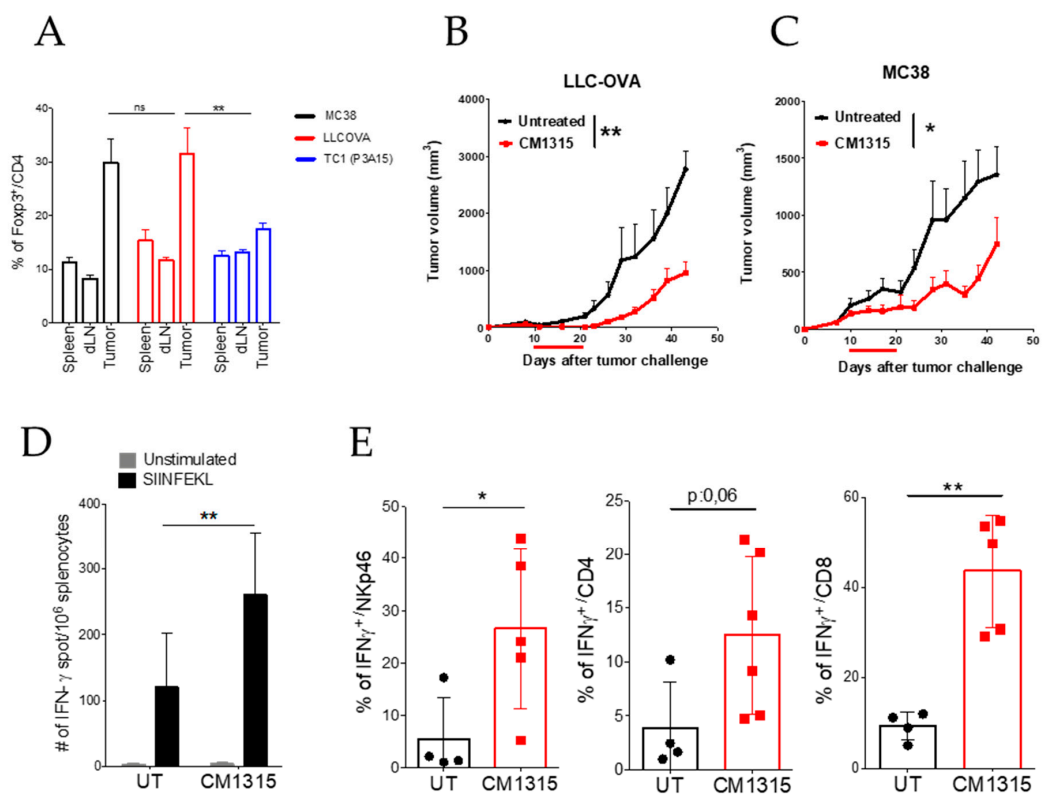 A
B
C
ns
**
MC38
LLCOVA
TC1 (P3A15)
% of Foxp3+/CD4
40
30
20
10
0
Spleen
dLN
Tumor
Spleen
dLN
Tumor
Spleen
dLN
Tumor
LLC-OVA
Untreated
CM1315
**
Tumor volume (mm3)
4000
3000
2000
1000
0
0 10 20 30 40 50
Days after tumor challenge
MC38
Untreated
CM1315
*
Tumor volume (mm3)
2000
1500
1000
500
0
0 10 20 30 40 50
Days after tumor challenge
D
E
Unstimulated
SIINFEKL
**
# of IFN- γ spot/10⁶ splenocytes
400
300
200
100
0
UT CM1315
*
% of IFNγ+/NKp46
50
40
30
20
10
0
UT CM1315
p:0,06
% of IFNγ+/CD4
25
20
15
10
5
0
UT CM1315
**
% of IFNγ+/CD8
60
40
20
0
UT CM1315